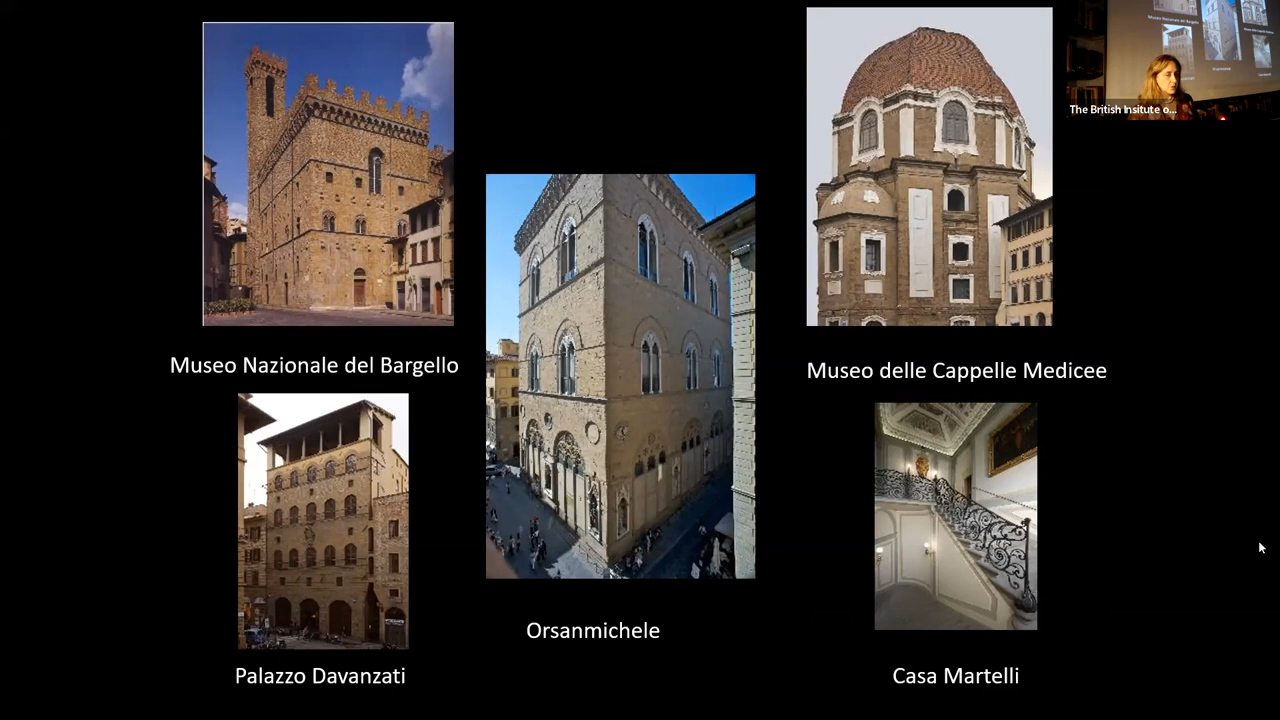 The British Insitute o...
Museo Nazionale del Bargello
Museo delle Cappelle Medicee
Orsanmichele
Palazzo Davanzati
Casa Martelli